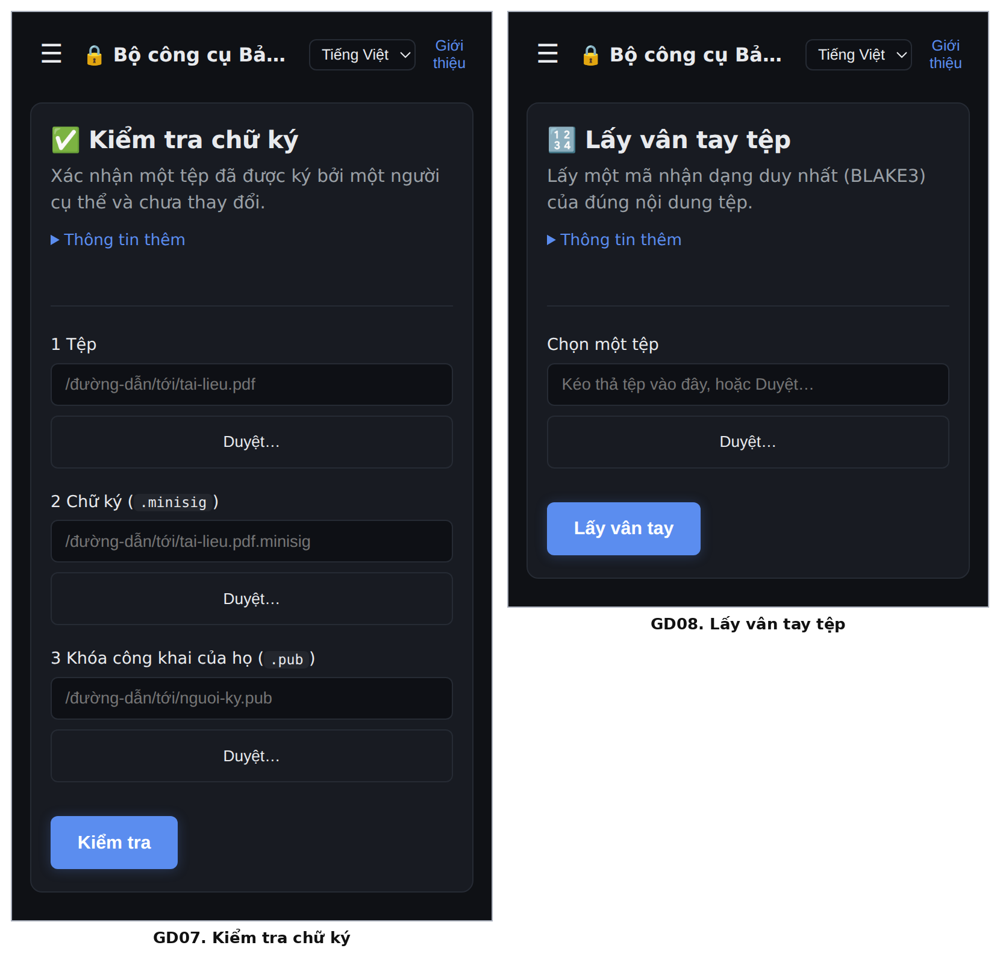 ☰ 🔒 Bộ công cụ Bả… Tiếng Việt Giới thiệu
✅ Kiểm tra chữ ký
Xác nhận một tệp đã được ký bởi một người
cụ thể và chưa thay đổi.
▶ Thông tin thêm
1 Tệp
/đường-dẫn/tới/tai-lieu.pdf
Duyệt…
2 Chữ ký (.minisig)
/đường-dẫn/tới/tai-lieu.pdf.minisig
Duyệt…
3 Khóa công khai của họ (.pub)
/đường-dẫn/tới/nguoi-ky.pub
Duyệt…
Kiểm tra
GD07. Kiểm tra chữ ký
☰ 🔒 Bộ công cụ Bả… Tiếng Việt Giới thiệu
🔢 Lấy vân tay tệp
Lấy một mã nhận dạng duy nhất (BLAKE3)
của đúng nội dung tệp.
▶ Thông tin thêm
Chọn một tệp
Kéo thả tệp vào đây, hoặc Duyệt…
Duyệt…
Lấy vân tay
GD08. Lấy vân tay tệp